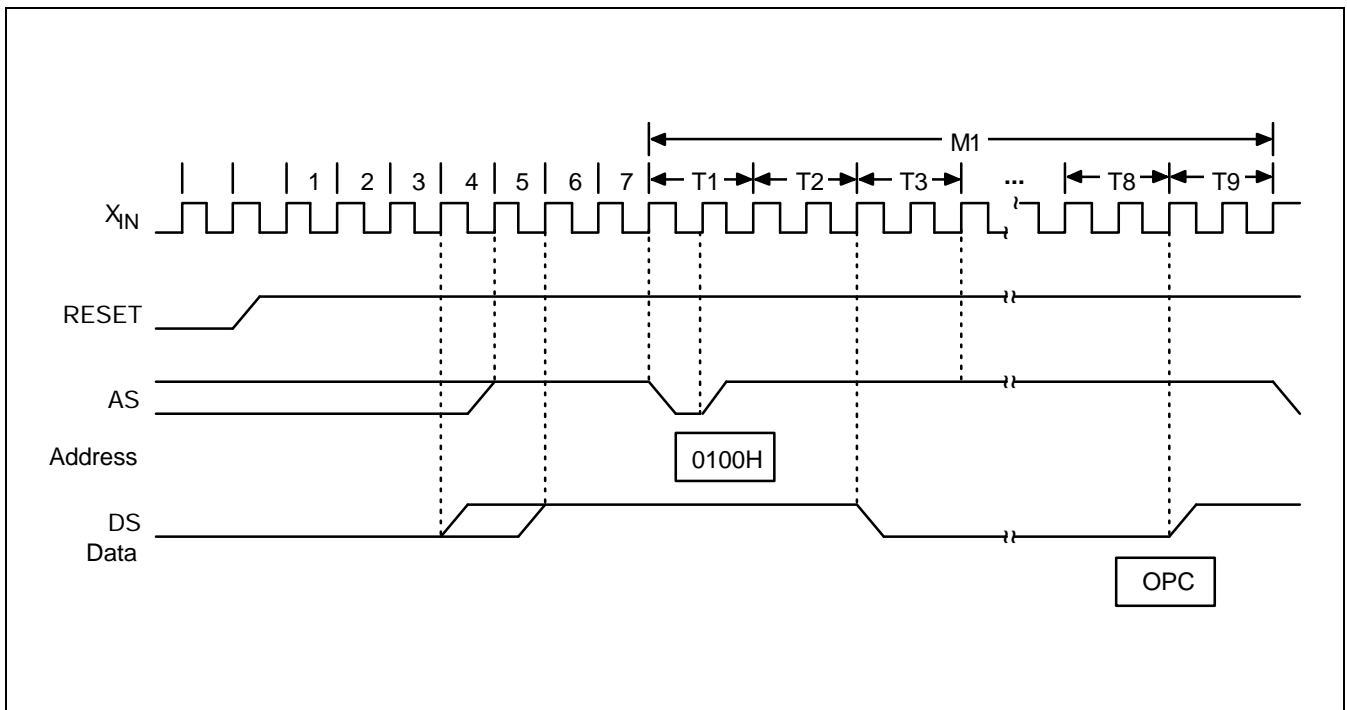 M1
1 2 3 4 5 6 7 T1 T2 T3 ... T8 T9
XIN
RESET
AS
Address
0100H
DS
Data
OPC